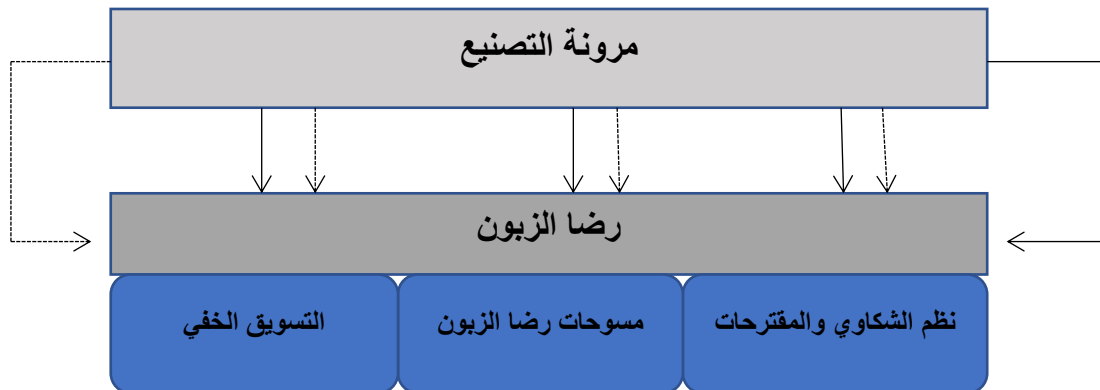 مرونة التصنيع
رضا الزبون
نظم الشكاوي والمقترحات
مسوحات رضا الزبون
التسويق الخفي